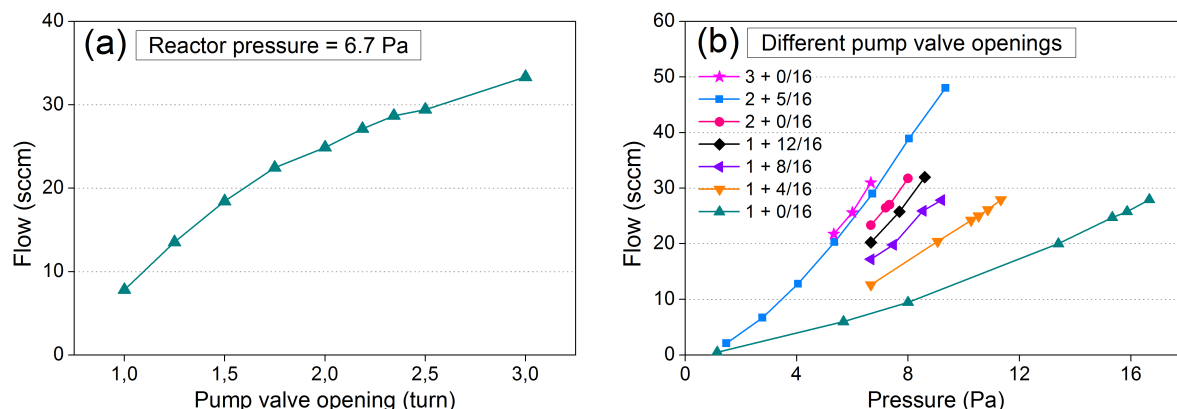 (a)
Reactor pressure = 6.7 Pa
40
30
20
10
0
Flow (sccm)
1,0 1,5 2,0 2,5 3,0
Pump valve opening (turn)
(b)
Different pump valve openings
3 + 0/16
2 + 5/16
2 + 0/16
1 + 12/16
1 + 8/16
1 + 4/16
1 + 0/16
60
50
40
30
20
10
0
Flow (sccm)
0 4 8 12 16
Pressure (Pa)